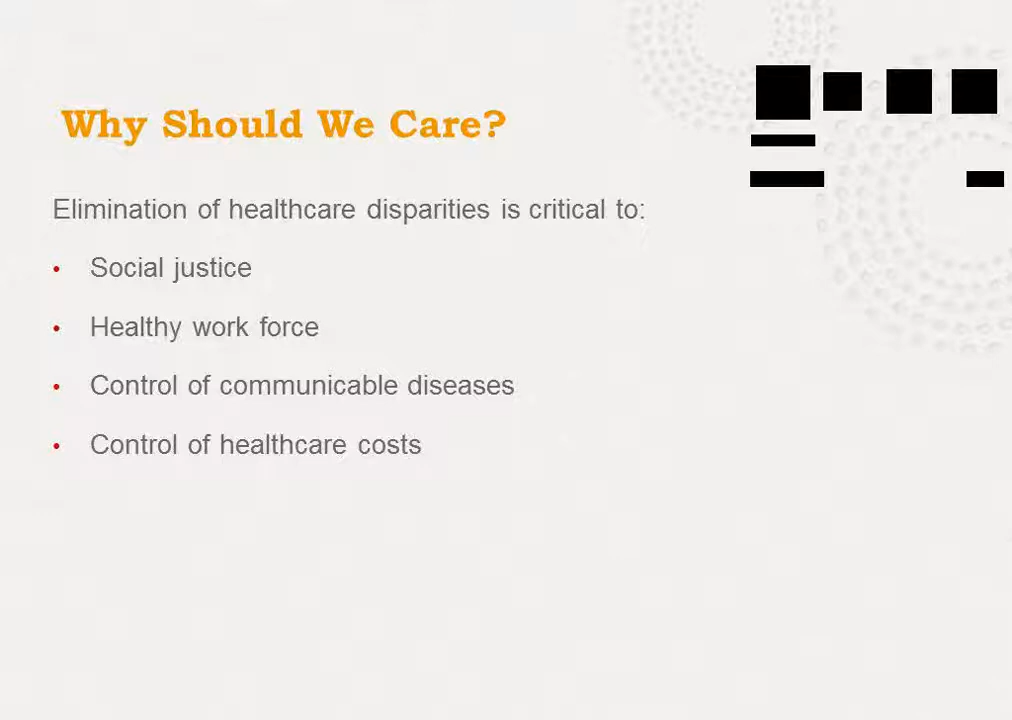 Why Should We Care?
Elimination of healthcare disparities is critical to:
• Social justice
• Healthy work force
• Control of communicable diseases
• Control of healthcare costs